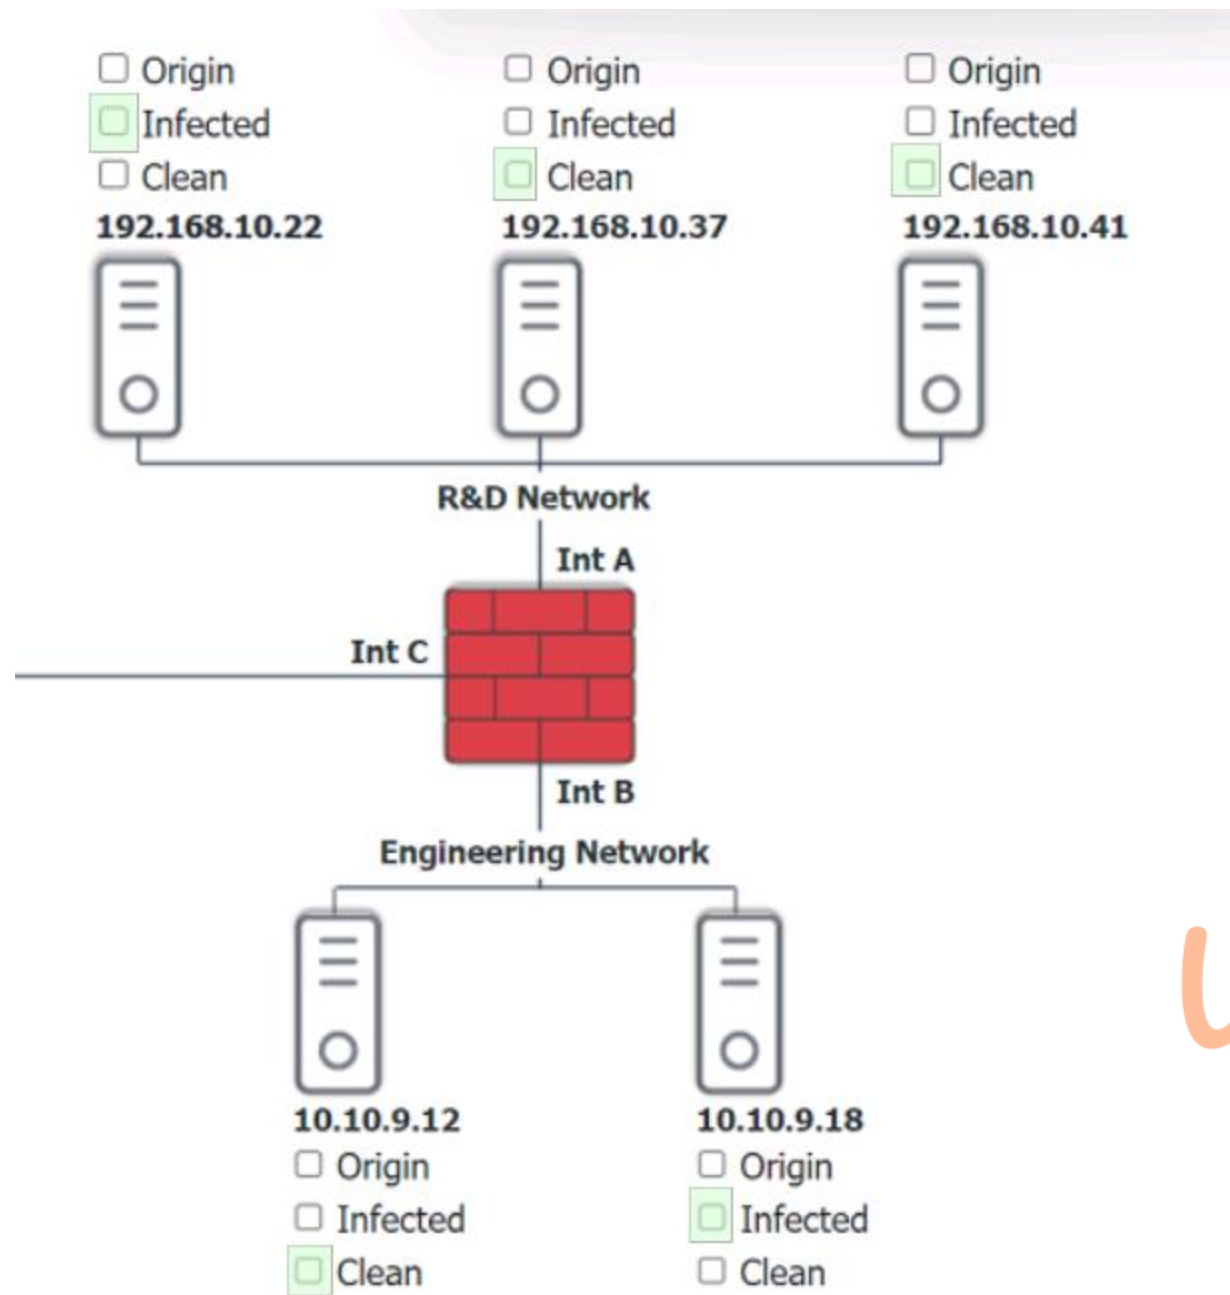 Origin Origin Origin
Infected Infected Infected
Clean Clean Clean
192.168.10.22 192.168.10.37 192.168.10.41
R&D Network
Int A
Int C
Int B
Engineering Network
10.10.9.12 10.10.9.18
Origin Origin
Infected Infected
Clean Clean